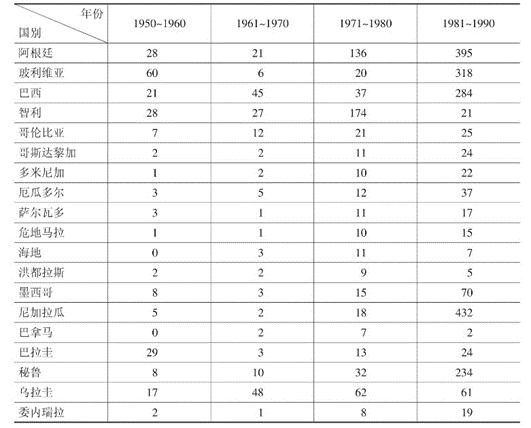 年份
国别 1950~1960 1961~1970 1971~1980 1981~1990
阿根廷 28 21 136 395
玻利维亚 60 6 20 318
巴西 21 45 37 284
智利 28 27 174 21
哥伦比亚 7 12 21 25
哥斯达黎加 2 2 11 24
多米尼加 1 2 10 22
厄瓜多尔 3 5 12 37
萨尔瓦多 3 1 11 17
危地马拉 1 1 10 15
海地 0 3 11 7
洪都拉斯 2 2 9 5
墨西哥 8 3 15 70
尼加拉瓜 5 2 18 432
巴拿马 0 2 7 2
巴拉圭 29 3 13 24
秘鲁 8 10 32 234
乌拉圭 17 48 62 61
委内瑞拉 2 1 8 19